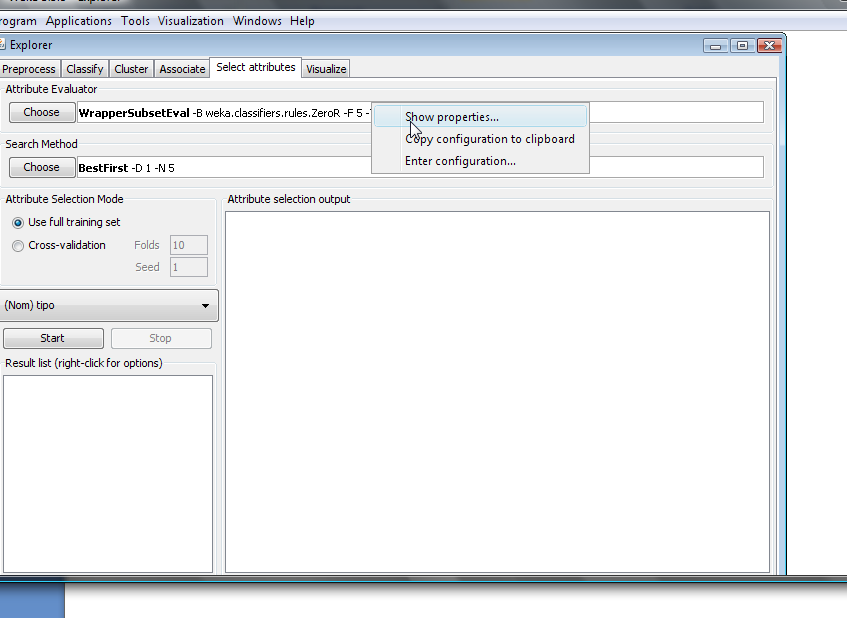 rogram Applications Tools Visualization Windows Help
Explorer
Preprocess Classify Cluster Associate Select attributes Visualize
Attribute Evaluator
Choose WrapperSubsetEval -B weka.classifiers.rules.ZeroR -F 5 -
Show properties...
Copy configuration to clipboard
Enter configuration...
Search Method
Choose BestFirst -D 1 -N 5
Attribute Selection Mode
Use full training set
Cross-validation Folds 10
Seed 1
(Nom) tipo
Start Stop
Result list (right-click for options)
Attribute selection output